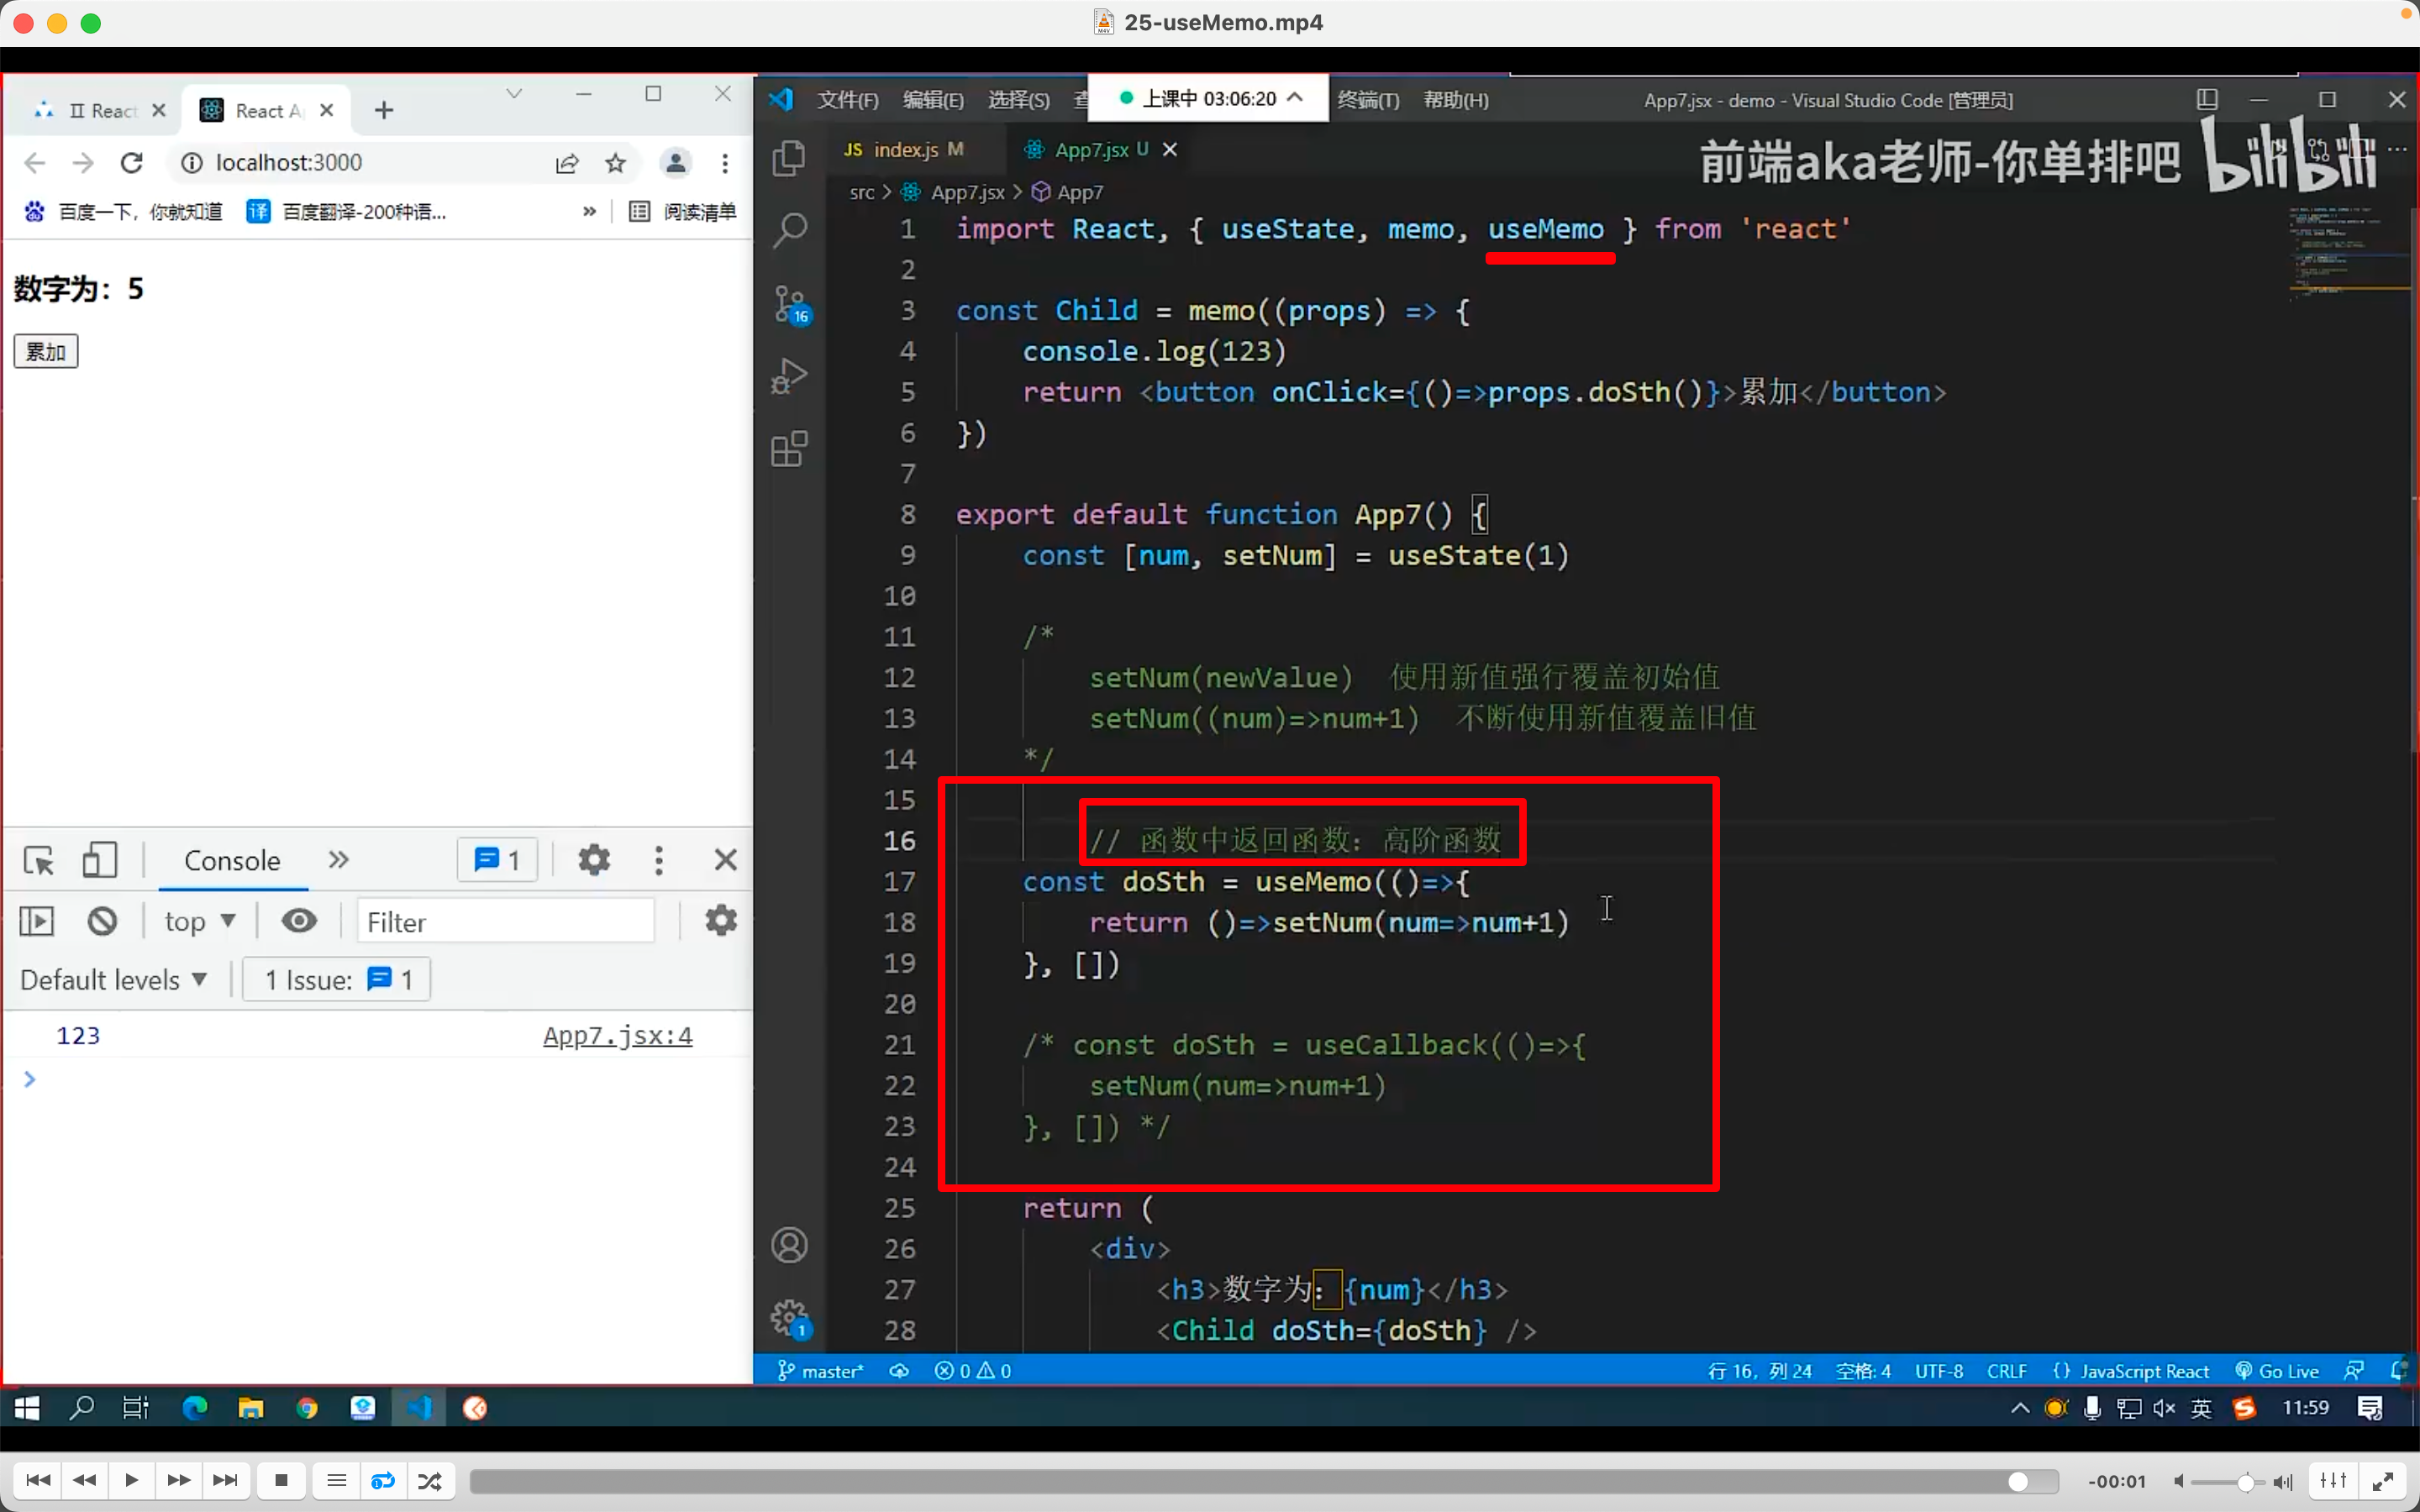 25-useMemo.mp4
React
React A
localhost:3000
百度一下，你就知道
译 百度翻译-200种语...
»
阅读清单
数字为：5
累加
Console
»
1
top
Filter
Default levels
1 Issue: 1
123 App7.jsx:4
文件(F) 编辑(E) 选择(S) 查
上课中 03:06:20
终端(T) 帮助(H)
App7.jsx - demo - Visual Studio Code [管理员]
JS index.js M
App7.jsx U
前端aka老师-你单排吧 bilibili
src > App7.jsx > App7
16
1 import React, { useState, memo, useMemo } from 'react'
2
3 const Child = memo((props) => {
4 console.log(123)
5 return <button onClick={()=>props.doSth()}>累加</button>
6 })
7
8 export default function App7() {
9 const [num, setNum] = useState(1)
10
11 /*
12 setNum(newValue) 使用新值强行覆盖初始值
13 setNum((num)=>num+1) 不断使用新值覆盖旧值
14 */
15
16 // 函数中返回函数：高阶函数
17 const doSth = useMemo(()=>{
18 return ()=>setNum(num=>num+1)
19 }, [])
20
21 /* const doSth = useCallback(()=>{
22 setNum(num=>num+1)
23 }, []) */
24
25 return (
26 <div>
27 <h3>数字为：{num}</h3>
28 <Child doSth={doSth} />
1
master* 0 0
行 16，列 24 空格: 4 UTF-8 CRLF {} JavaScript React Go Live
英 11:59
-00:01